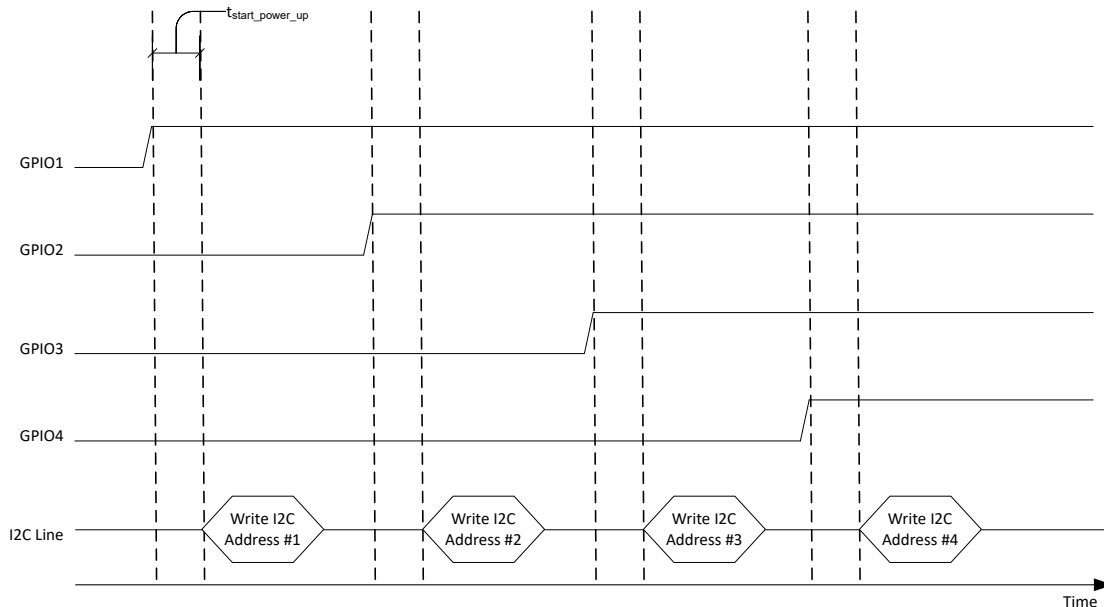 tstart_power_up
GPIO1
GPIO2
GPIO3
GPIO4
I2C Line
Write I2C
Address #1
Write I2C
Address #2
Write I2C
Address #3
Write I2C
Address #4
Time